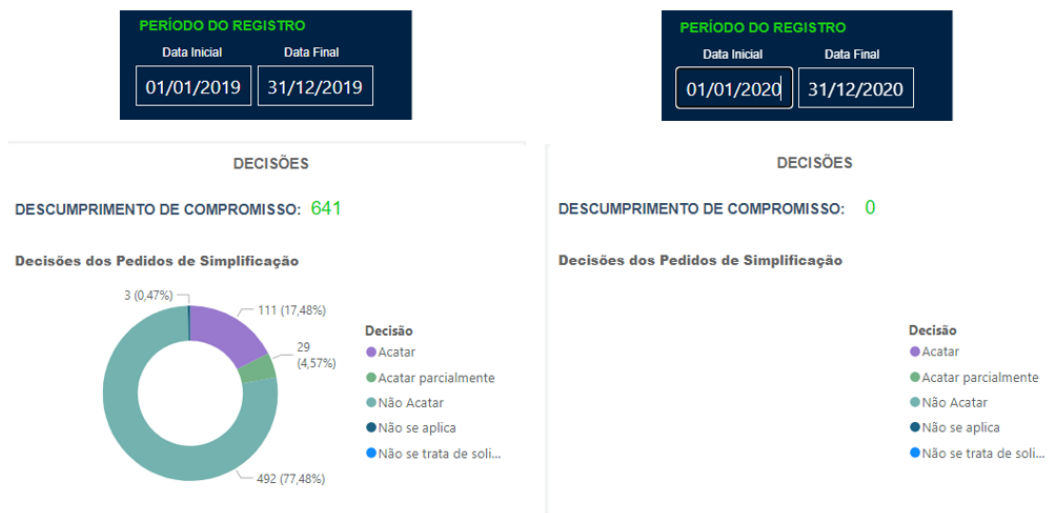 PERÍODO DO REGISTRO
Data Inicial Data Final
01/01/2019 31/12/2019
DECISÕES
DESCUMPRIMENTO DE COMPROMISSO: 641
Decisões dos Pedidos de Simplificação
3 (0,47%)
111 (17,48%)
29
(4,57%)
492 (77,48%)
Decisão
Acatar
Acatar parcialmente
Não Acatar
Não se aplica
Não se trata de soli...
PERÍODO DO REGISTRO
Data Inicial Data Final
01/01/2020 31/12/2020
DECISÕES
DESCUMPRIMENTO DE COMPROMISSO: 0
Decisões dos Pedidos de Simplificação
Decisão
Acatar
Acatar parcialmente
Não Acatar
Não se aplica
Não se trata de soli...